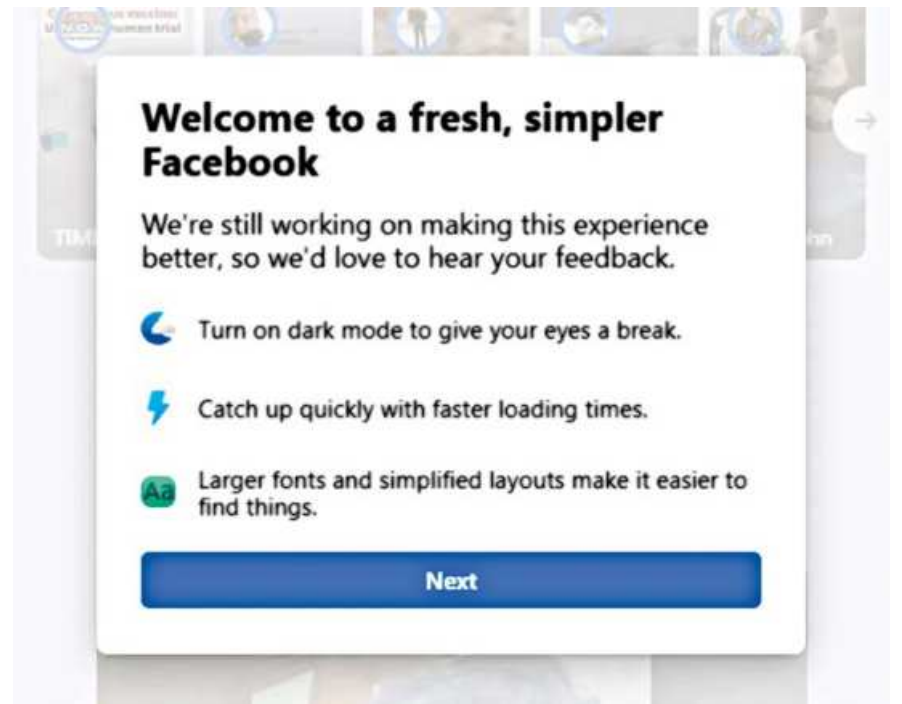 human trial
Welcome to a fresh, simpler
Facebook
We're still working on making this experience
better, so we'd love to hear your feedback.
Turn on dark mode to give your eyes a break.
Catch up quickly with faster loading times.
Aa
Larger fonts and simplified layouts make it easier to
find things.
Next